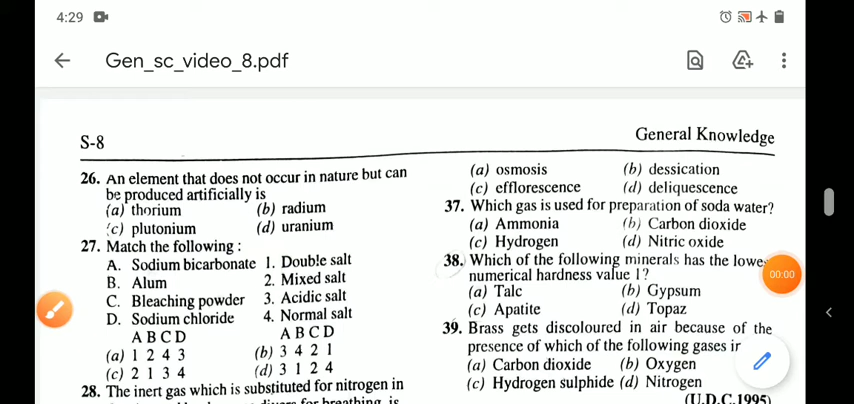 4:29
Gen_sc_video_8.pdf
S-8
General Knowledge
26. An element that does not occur in nature but can
be produced artificially is
(a) thorium (b) radium
(c) plutonium (d) uranium
27. Match the following :
A. Sodium bicarbonate 1. Double salt
B. Alum 2. Mixed salt
C. Bleaching powder 3. Acidic salt
D. Sodium chloride 4. Normal salt
A B C D A B C D
(a) 1 2 4 3 (b) 3 4 2 1
(c) 2 1 3 4 (d) 3 1 2 4
28. The inert gas which is substituted for nitrogen in
for breathing is
(a) osmosis (b) dessication
(c) efflorescence (d) deliquescence
37. Which gas is used for preparation of soda water?
(a) Ammonia (b) Carbon dioxide
(c) Hydrogen (d) Nitric oxide
38. Which of the following minerals has the lowes
numerical hardness value 1?
(a) Talc (b) Gypsum
(c) Apatite (d) Topaz
39. Brass gets discoloured in air because of the
presence of which of the following gases ir
(a) Carbon dioxide (b) Oxygen
(c) Hydrogen sulphide (d) Nitrogen
(U.D.C.1995)
00:00